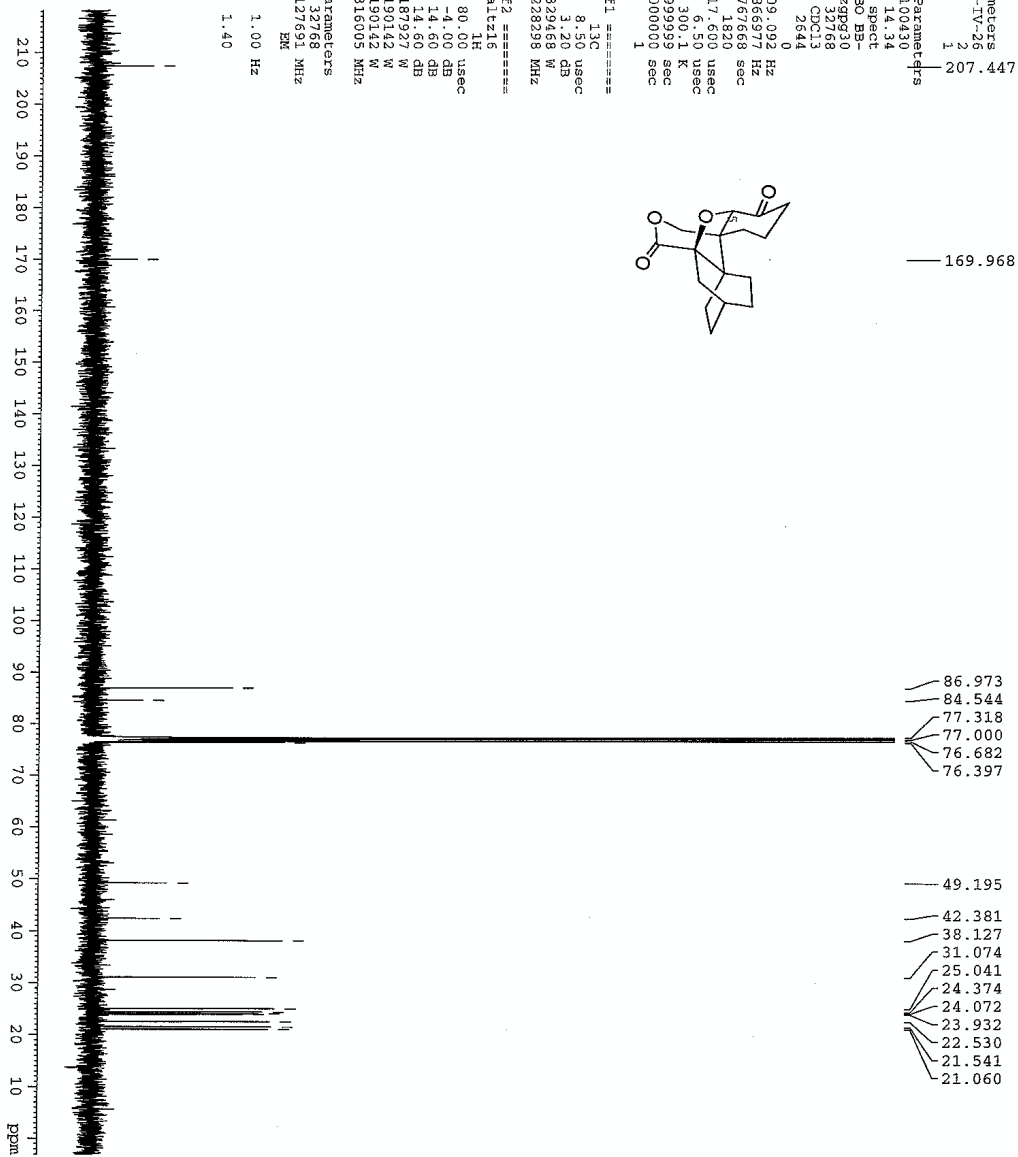 meters
-IV-26
2
1
Parameters
100430
14.34
spect
BO BB-
zgpg30
32768
CDCl3
2644
0
09.092 Hz
366977 Hz
767668 sec
1820
17.600 usec
6.50 usec
300.1 K
999999 sec
000000 sec
1
f1 ========
13C
8.50 usec
3.20 dB
329468 W
228298 MHz
f2 ========
altz16
1H
80.00 usec
-4.00 dB
14.60 dB
14.60 dB
187927 W
190142 W
190142 W
316005 MHz
arameters
32768
127691 MHz
EM
1.00 Hz
1.40
207.447
169.968
86.973
84.544
77.318
77.000
76.682
76.397
49.195
42.381
38.127
31.074
25.041
24.374
24.072
23.932
22.530
21.541
21.060
O
O
5
O
O
210 200 190 180 170 160 150 140 130 120 110 100 90 80 70 60 50 40 30 20 10 ppm